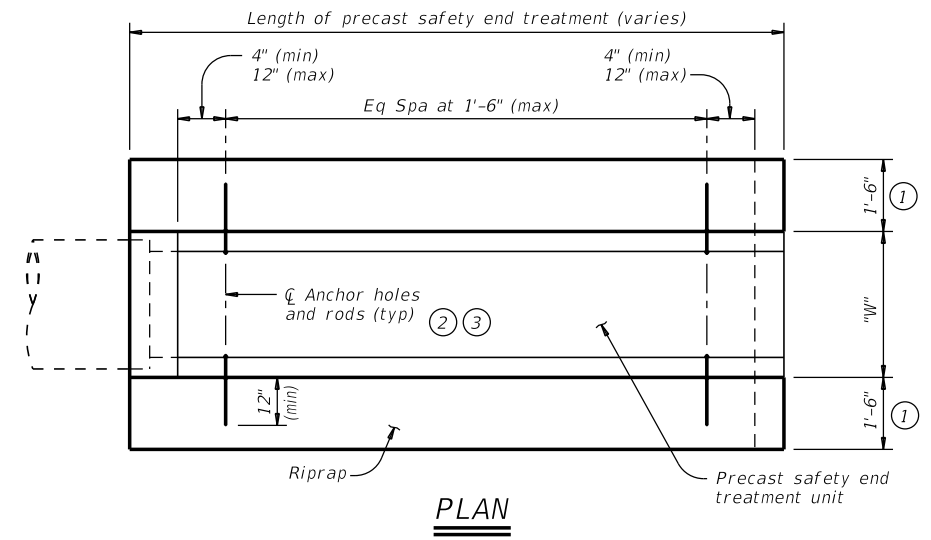 Length of precast safety end treatment (varies)
4" (min)
12" (max)
4" (min)
12" (max)
Eq Spa at 1'-6" (max)
1'-6"
1
℄ Anchor holes
and rods (typ)
2 3
"W"
12"
(min)
1'-6"
1
Riprap
Precast safety end
treatment unit
PLAN